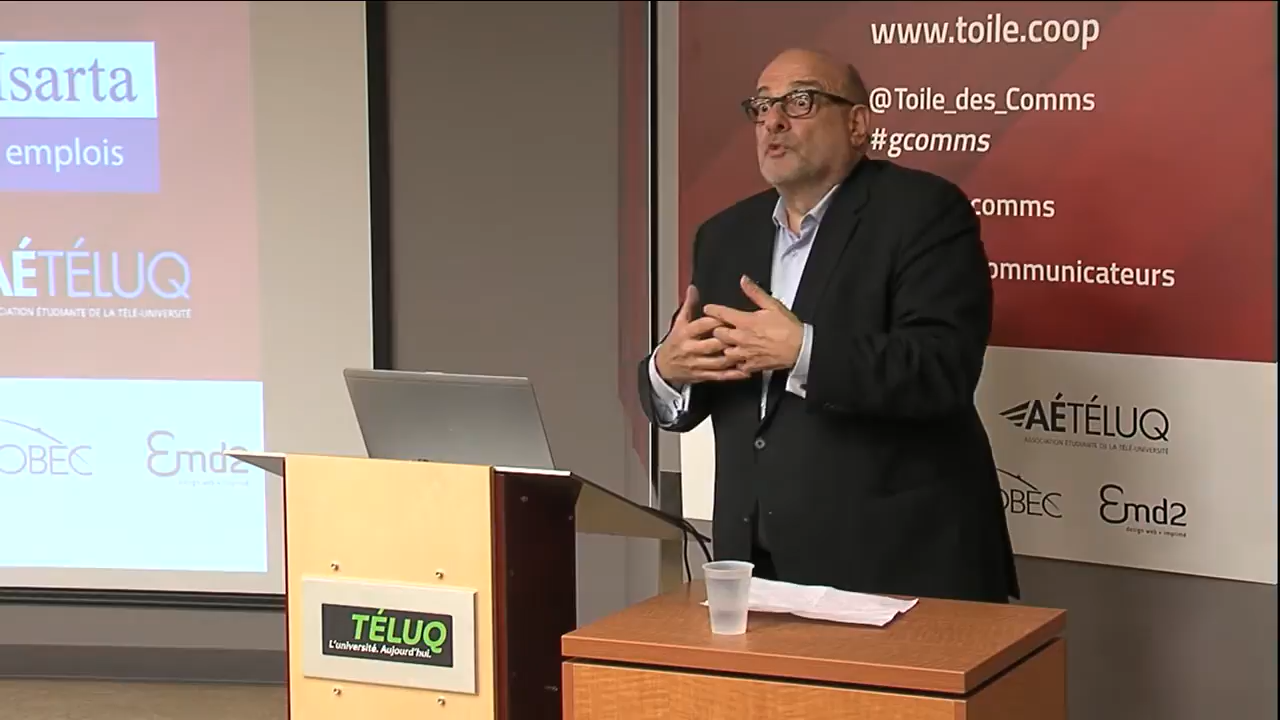 Isarta
emplois
AÉTÉLUQ
ASSOCIATION ÉTUDIANTE DE LA TÉLÉ-UNIVERSITÉ
OBEC
Emd2
TÉLUQ
L'université. Aujourd'hui.
www.toile.coop
@Toile_des_Comms
#gcomms
comms
ommunicateurs
AÉTÉLUQ
ASSOCIATION ÉTUDIANTE DE LA TÉLÉ-UNIVERSITÉ
OBEC
Emd2
design web + imprimé